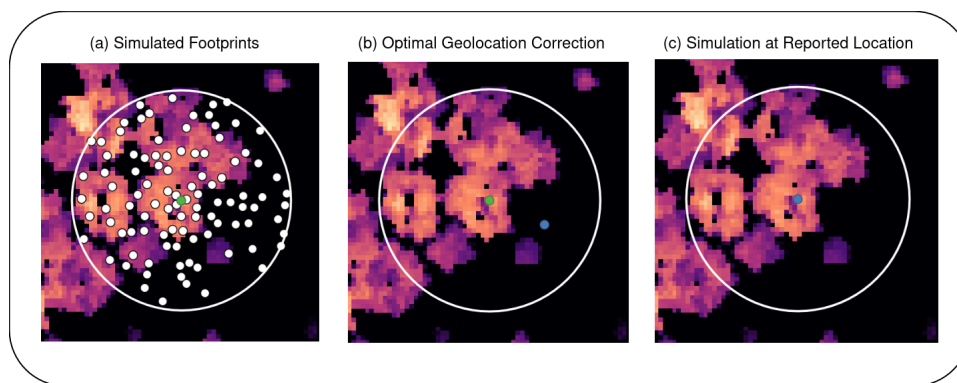 (a) Simulated Footprints
(b) Optimal Geolocation Correction
(c) Simulation at Reported Location